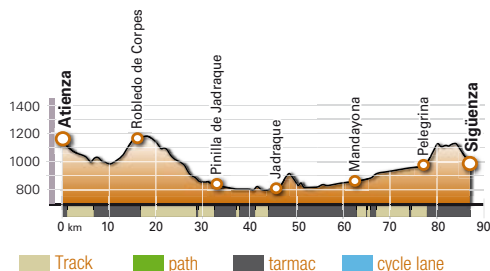 Atienza
Robledo de Corpes
Pinilla de Jadraque
Jadraque
Mandayona
Pelegrina
Sigüenza
1400
1200
1000
800
0 km 10 20 30 40 50 60 70 80 90
Track path tarmac cycle lane